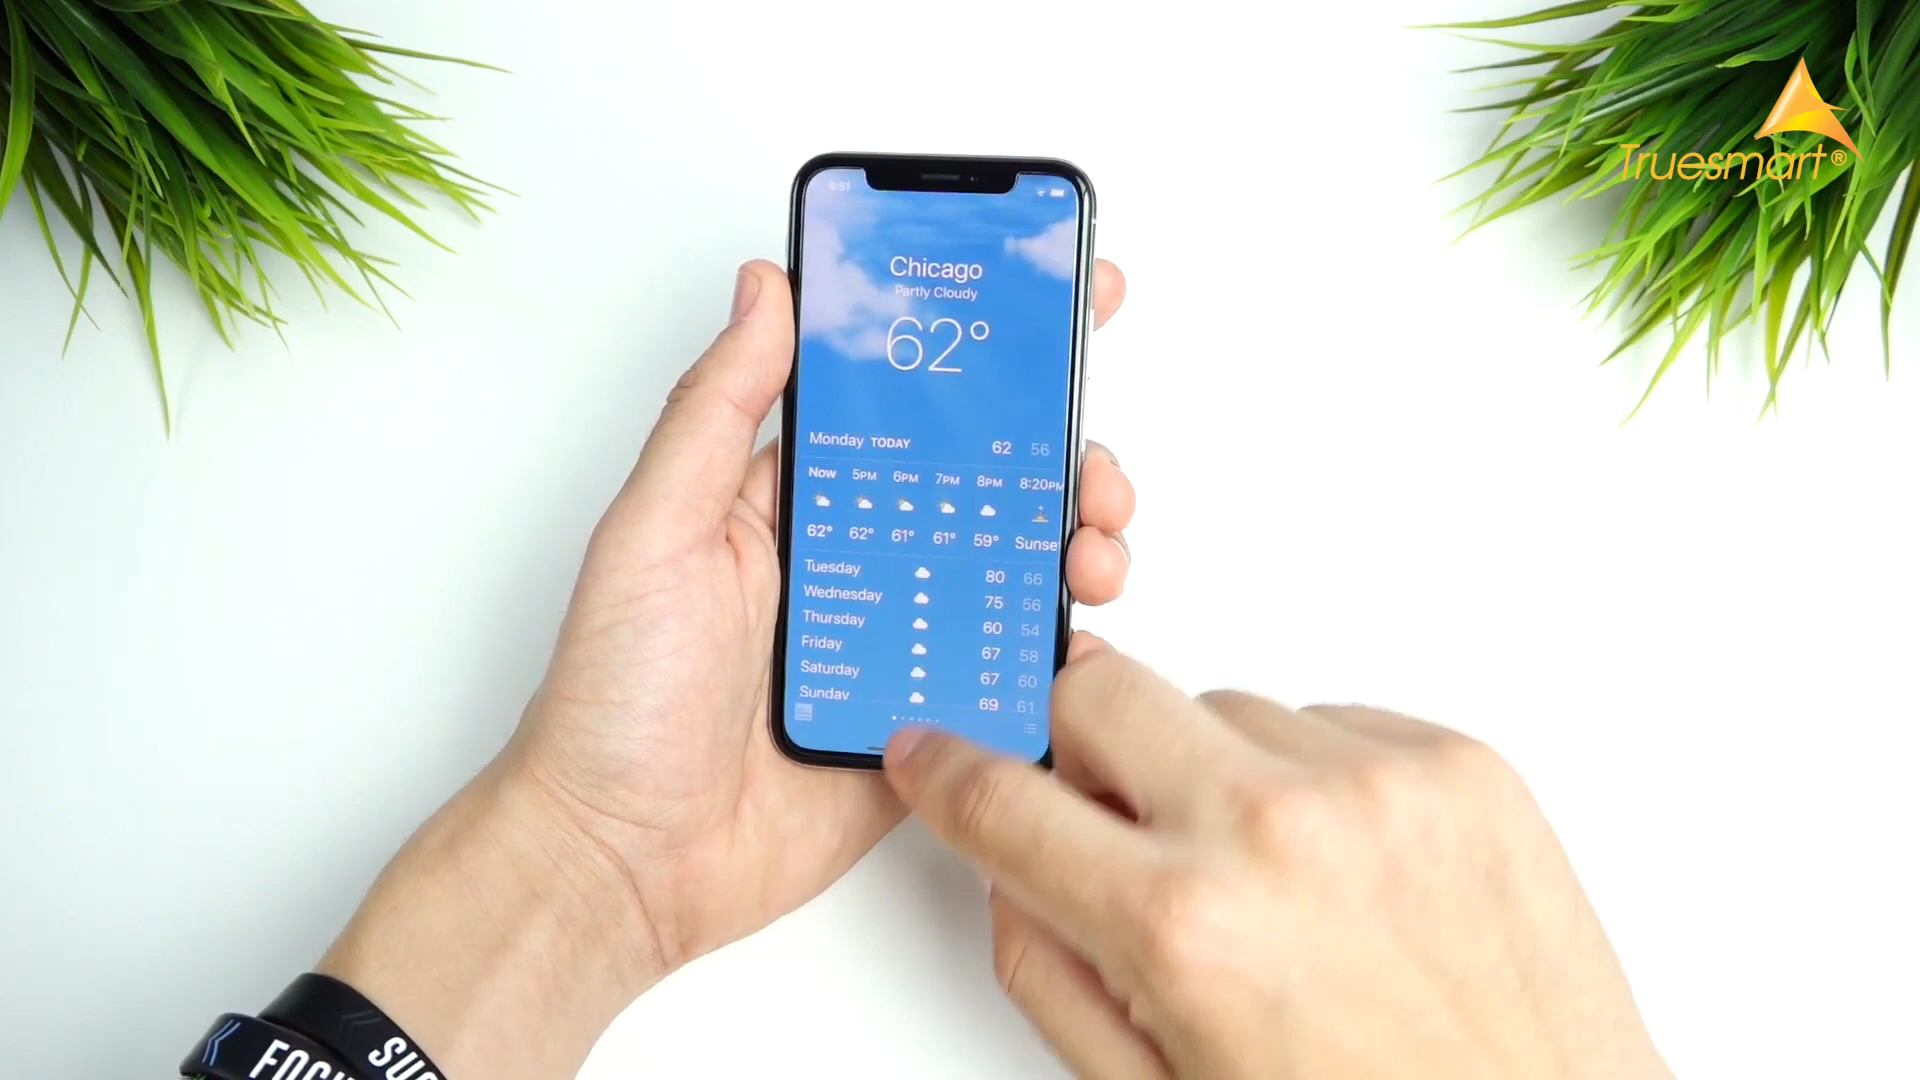 Truesmart®
4:51
Chicago
Partly Cloudy
62°
Monday TODAY 62 56
Now 5PM 6PM 7PM 8PM 8:20PM
62° 62° 61° 61° 59° Sunse
Tuesday 80 66
Wednesday 75 56
Thursday 60 54
Friday 67 58
Saturday 67 60
Sunday 69 61